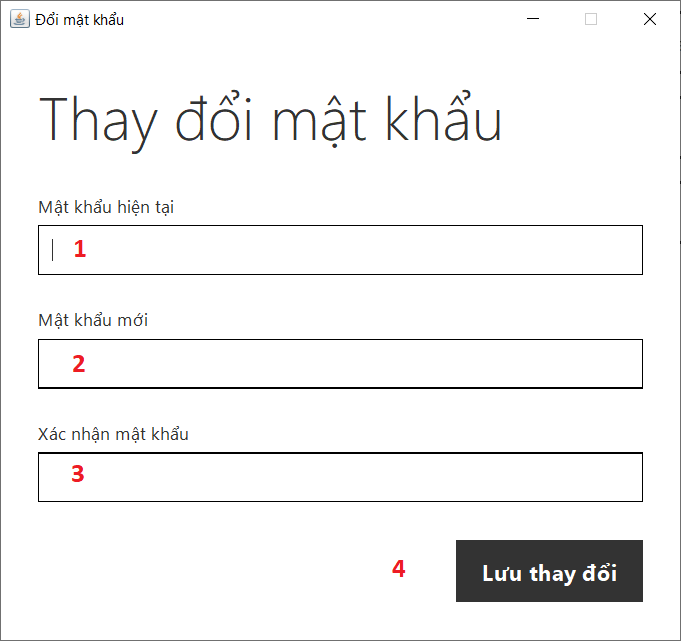 Đổi mật khẩu
Thay đổi mật khẩu
Mật khẩu hiện tại
1
Mật khẩu mới
2
Xác nhận mật khẩu
3
4 Lưu thay đổi